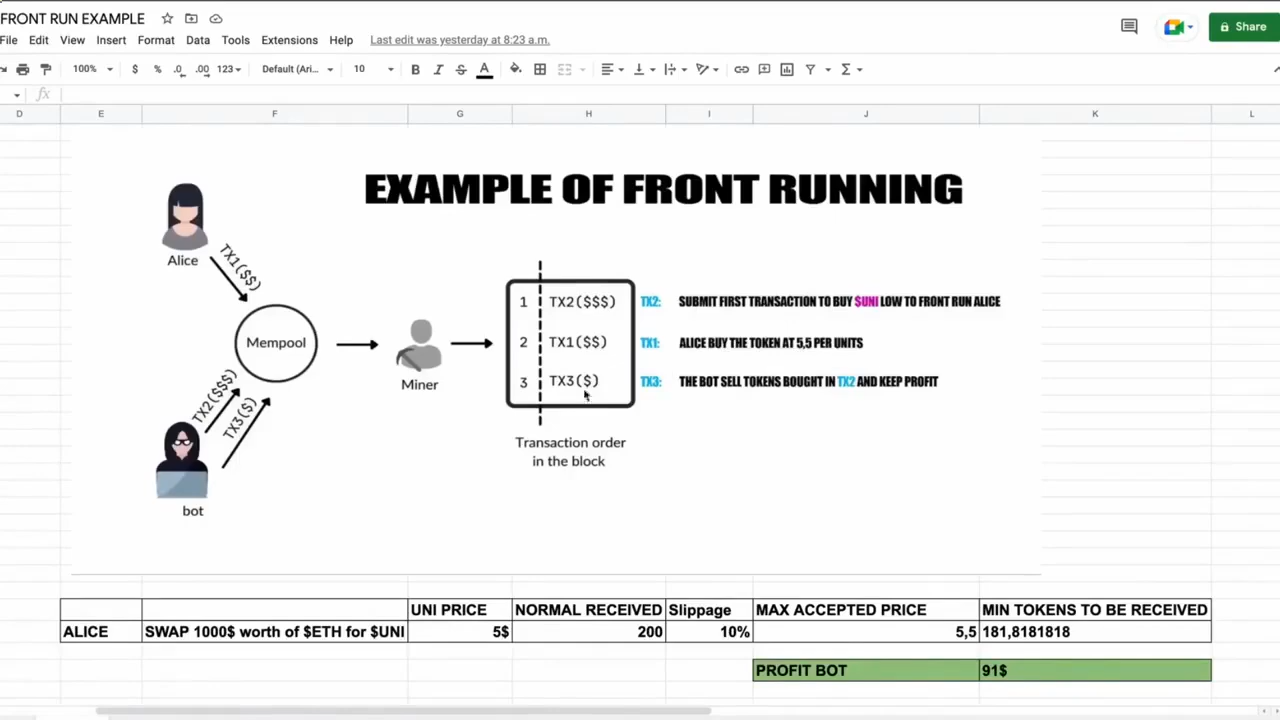 FRONT RUN EXAMPLE
File Edit View Insert Format Data Tools Extensions Help Last edit was yesterday at 8:23 a.m.
Share
100% $ % .0 .00 123 Default (Ari... 10 B I S A
fx
D E F G H I J K L
EXAMPLE OF FRONT RUNNING
Alice
TX1($$)
Mempool
Miner
TX2($$$)
TX3($)
bot
1 TX2($$$) TX2: SUBMIT FIRST TRANSACTION TO BUY $UNI LOW TO FRONT RUN ALICE
2 TX1($$) TX1: ALICE BUY THE TOKEN AT 5,5 PER UNITS
3 TX3($) TX3: THE BOT SELL TOKENS BOUGHT IN TX2 AND KEEP PROFIT
Transaction order
in the block
UNI PRICE NORMAL RECEIVED Slippage MAX ACCEPTED PRICE MIN TOKENS TO BE RECEIVED
ALICE SWAP 1000$ worth of $ETH for $UNI 5$ 200 10% 5,5 181,8181818
PROFIT BOT 91$